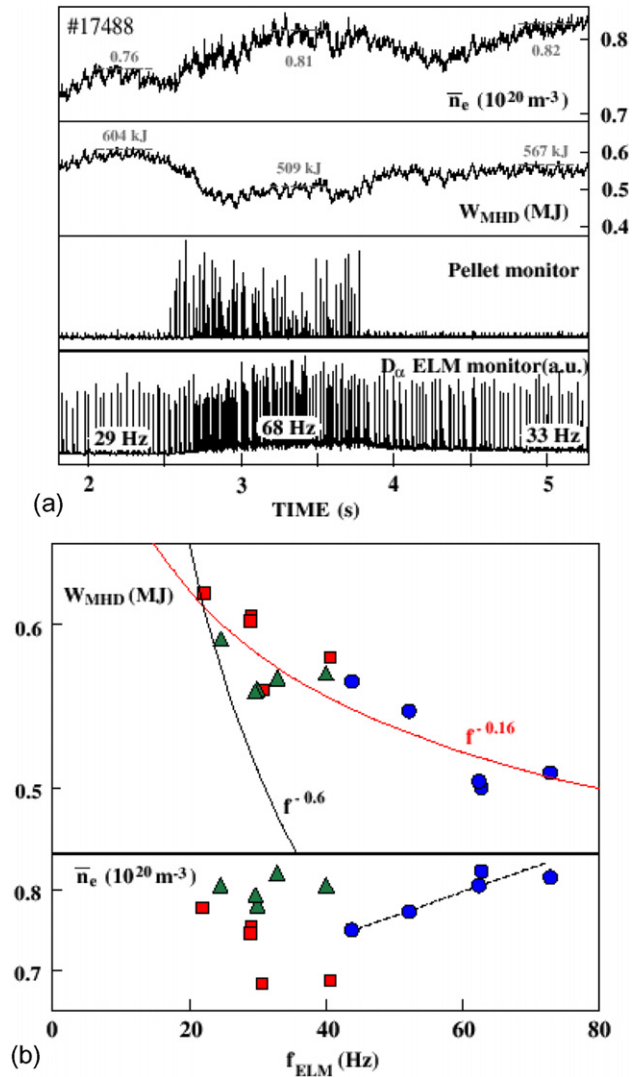 #17488
0.76
0.81
0.82
0.8
n̅e (10²⁰ m⁻³)
0.7
604 kJ
509 kJ
567 kJ
0.6
0.5
WMHD (MJ)
0.4
Pellet monitor
Dα ELM monitor(a.u.)
29 Hz
68 Hz
33 Hz
2 3 4 5
(a)
TIME (s)
WMHD (MJ)
0.6
f⁻⁰·¹⁶
0.5
f⁻⁰·⁶
n̅e (10²⁰ m⁻³)
0.8
0.7
0 20 40 60 80
(b)
fELM (Hz)